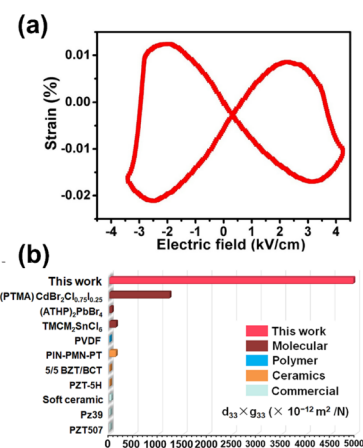 (a)
0.01
0.00
-0.01
-0.02
Strain (%)
-4 -3 -2 -1 0 1 2 3 4
Electric field (kV/cm)
(b)
This work
(PTMA)CdBr₂Cl₀.₇₅I₀.₂₅
(ATHP)₂PbBr₄
TMCM₂SnCl₆
PVDF
PIN-PMN-PT
5/5 BZT/BCT
PZT-5H
Soft ceramic
Pz39
PZT507
This work
Molecular
Polymer
Ceramics
Commercial
d₃₃×g₃₃ (× 10⁻¹² m² /N)
0 500 1000 1500 2000 2500 3000 3500 4000 4500 5000